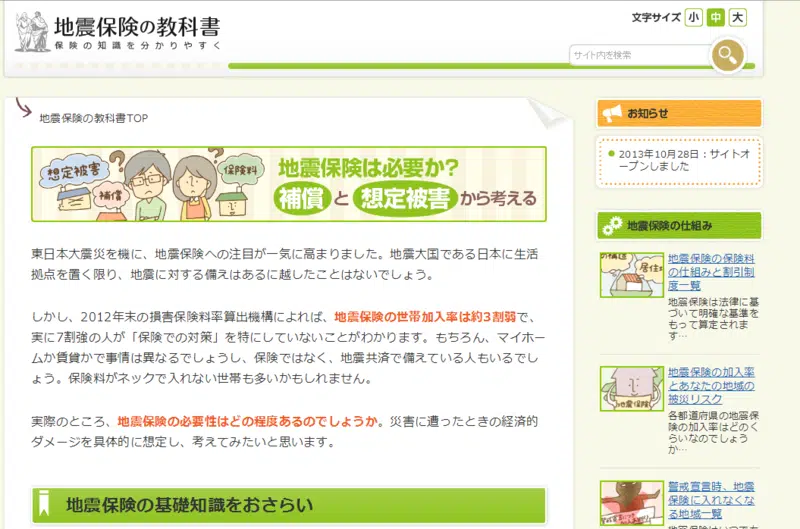 地震保険の教科書
保険の知識を分かりやすく
文字サイズ 小 中 大
サイト内を検索
地震保険の教科書TOP
想定被害
補償
保険料
地震保険は必要か?
補償と想定被害から考える
東日本大震災を機に、地震保険への注目が一気に高まりました。地震大国である日本に生活
拠点を置く限り、地震に対する備えはあるに越したことはないでしょう。
しかし、2012年末の損害保険料率算出機構によれば、地震保険の世帯加入率は約3割弱で、
実に7割強の人が「保険での対策」を特にしていないことがわかります。もちろん、マイホー
ムか賃貸かで事情は異なるでしょうし、保険ではなく、地震共済で備えている人もいるでし
ょう。保険料がネックで入れない世帯も多いかもしれません。
実際のところ、地震保険の必要性はどの程度あるのでしょうか。災害に遭ったときの経済的
ダメージを具体的に想定し、考えてみたいと思います。
地震保険の基礎知識をおさらい
お知らせ
2013年10月28日：サイトオ
ープンしました
地震保険の仕組み
の構造
居住地
地震保険の保険料
の仕組みと割引制
度一覧
地震保険は法律に基
づいて明確な基準を
もって算定されま
す…
地震保険
地震保険の加入率
とあなたの地域の
被災リスク
各都道府県の地震保
険の加入率はどのく
らいなのでしょう
か…
警戒宣言時、地震
保険に入れなくな
る地域一覧